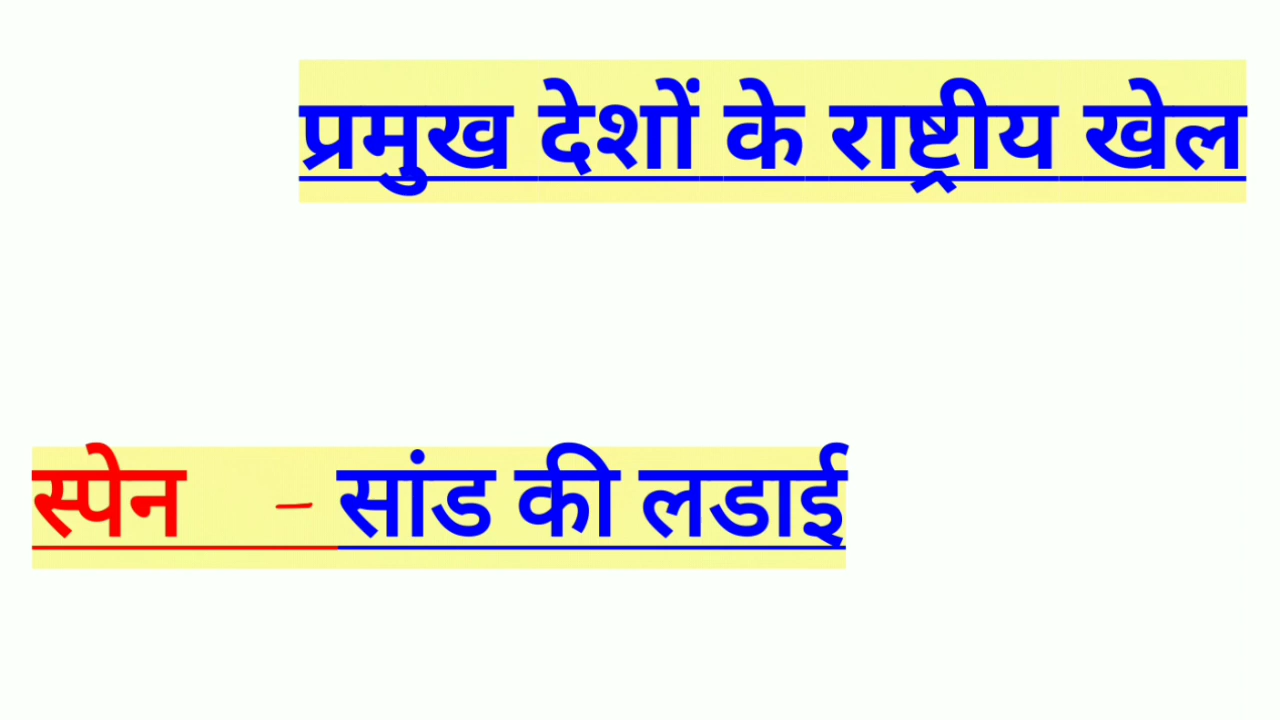 प्रमुख देशों के राष्ट्रीय खेल
स्पेन – सांड की लडाई